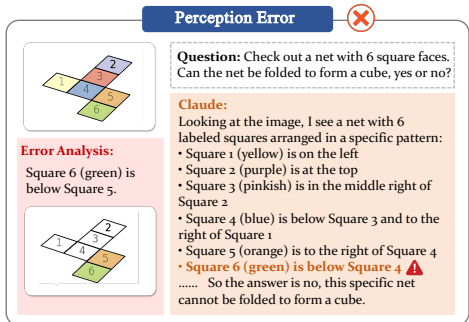 Perception Error
2
3
1
4
5
6
Question: Check out a net with 6 square faces.
Can the net be folded to form a cube, yes or no?
Error Analysis:
Square 6 (green) is
below Square 5.
2
3
1
4
5
6
Claude:
Looking at the image, I see a net with 6
labeled squares arranged in a specific pattern:
• Square 1 (yellow) is on the left
• Square 2 (purple) is at the top
• Square 3 (pinkish) is in the middle right of
Square 2
• Square 4 (blue) is below Square 3 and to the
right of Square 1
• Square 5 (orange) is to the right of Square 4
• Square 6 (green) is below Square 4
...... So the answer is no, this specific net
cannot be folded to form a cube.